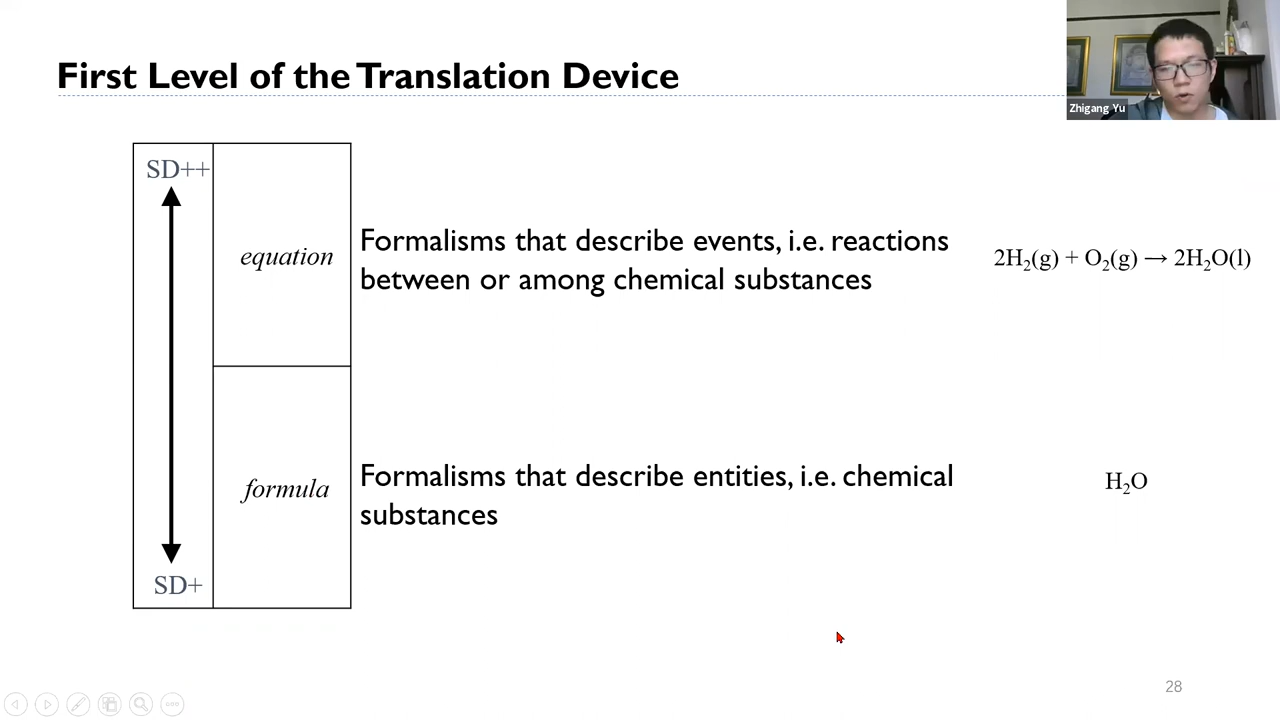 First Level of the Translation Device
Zhigang Yu
SD++
equation
Formalisms that describe events, i.e. reactions
between or among chemical substances
2H₂(g) + O₂(g) → 2H₂O(l)
formula
Formalisms that describe entities, i.e. chemical
substances
H₂O
SD+
28